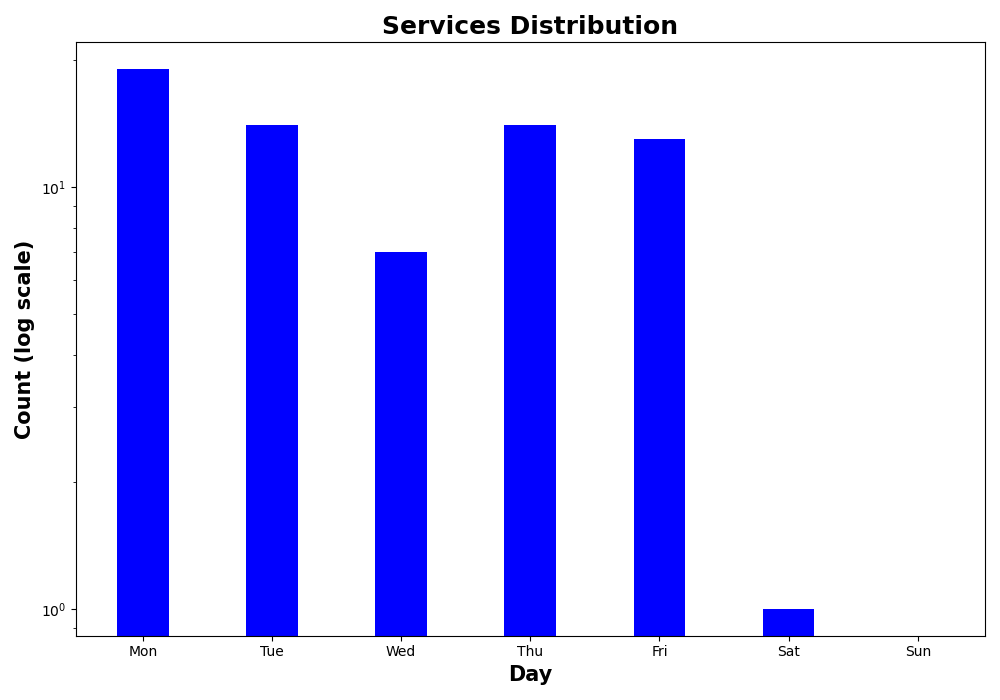 Services Distribution
Count (log scale)
10¹
10⁰
Mon Tue Wed Thu Fri Sat Sun
Day